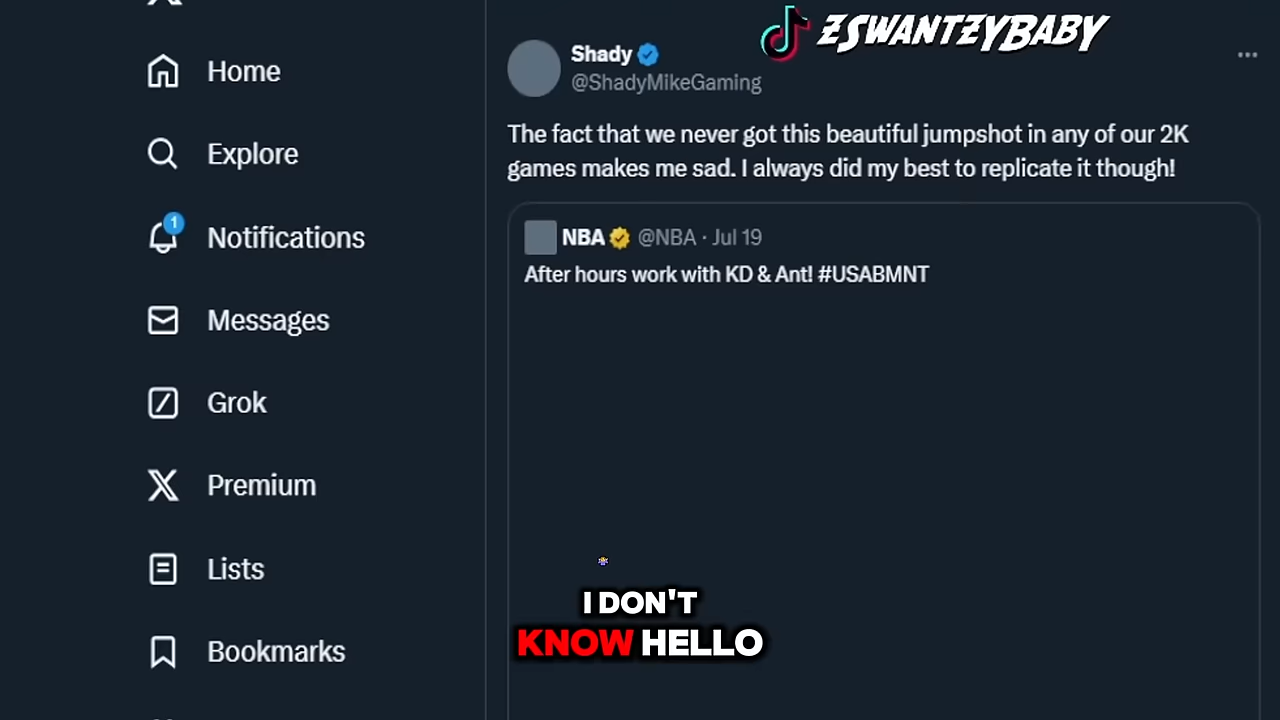 ZSWANTZYBABY
Home
Explore
1
Notifications
Messages
Grok
Premium
Lists
Bookmarks
Shady
@ShadyMikeGaming
The fact that we never got this beautiful jumpshot in any of our 2K
games makes me sad. I always did my best to replicate it though!
NBA @NBA · Jul 19
After hours work with KD & Ant! #USABMNT
I DON'T
KNOW HELLO